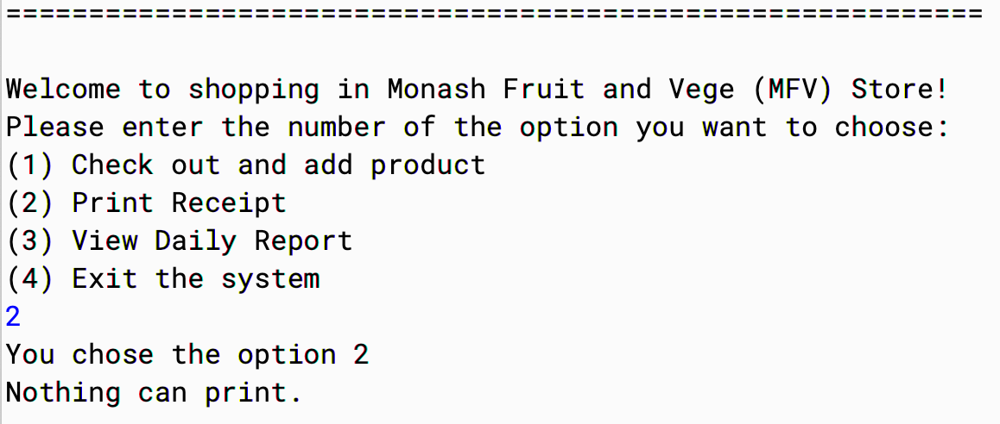 ===========================================================
Welcome to shopping in Monash Fruit and Vege (MFV) Store!
Please enter the number of the option you want to choose:
(1) Check out and add product
(2) Print Receipt
(3) View Daily Report
(4) Exit the system
2
You chose the option 2
Nothing can print.